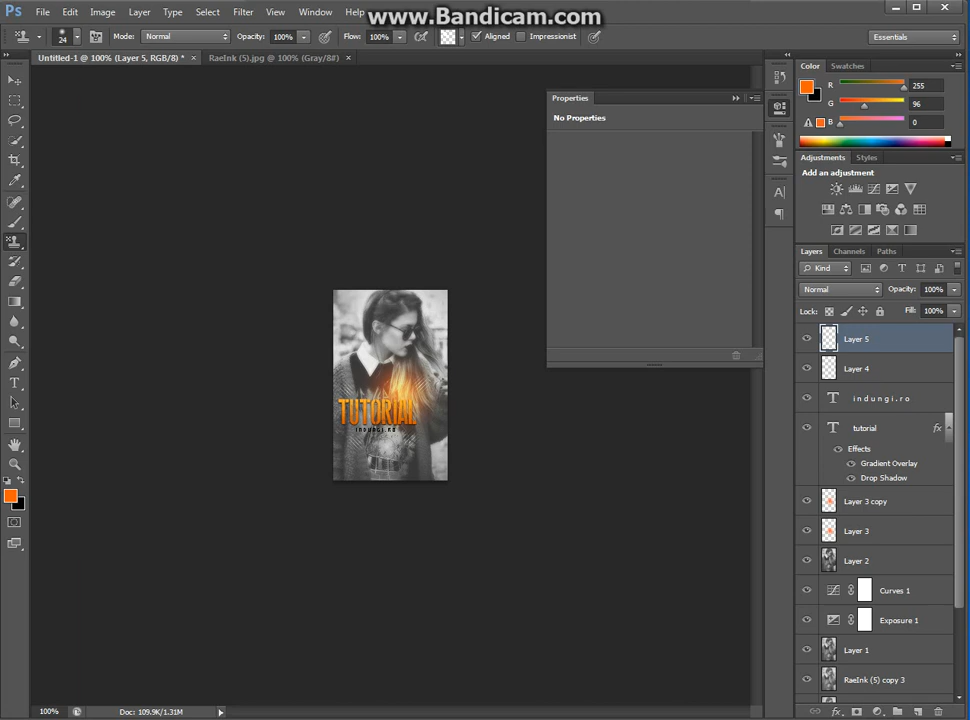 www.Bandicam.com
Ps File Edit Image Layer Type Select Filter View Window Help
24 Mode: Normal Opacity: 100% Flow: 100% Aligned Impressionist Essentials
Untitled-1 @ 100% (Layer 5, RGB/8) * × RaeInk (5).jpg @ 100% (Gray/8#) ×
Properties
No Properties
Color Swatches
R 255
G 96
B 0
Adjustments Styles
Add an adjustment
Layers Channels Paths
Kind
Normal Opacity: 100%
Lock: Fill: 100%
Layer 5
Layer 4
T indungi.ro
T tutorial fx
Effects
Gradient Overlay
Drop Shadow
Layer 3 copy
Layer 3
Layer 2
Curves 1
Exposure 1
Layer 1
RaeInk (5) copy 3
TUTORIAL
indungi.ro
100% Doc: 109.9K/1.31M